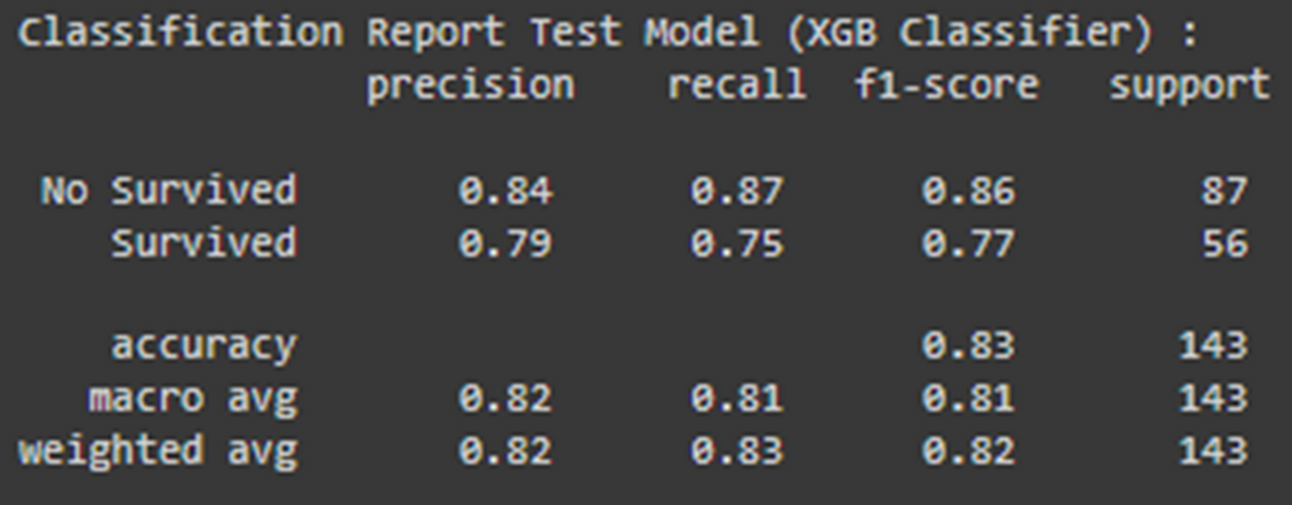 Classification Report Test Model (XGB Classifier) :
precision recall f1-score support
No Survived 0.84 0.87 0.86 87
Survived 0.79 0.75 0.77 56
accuracy 0.83 143
macro avg 0.82 0.81 0.81 143
weighted avg 0.82 0.83 0.82 143